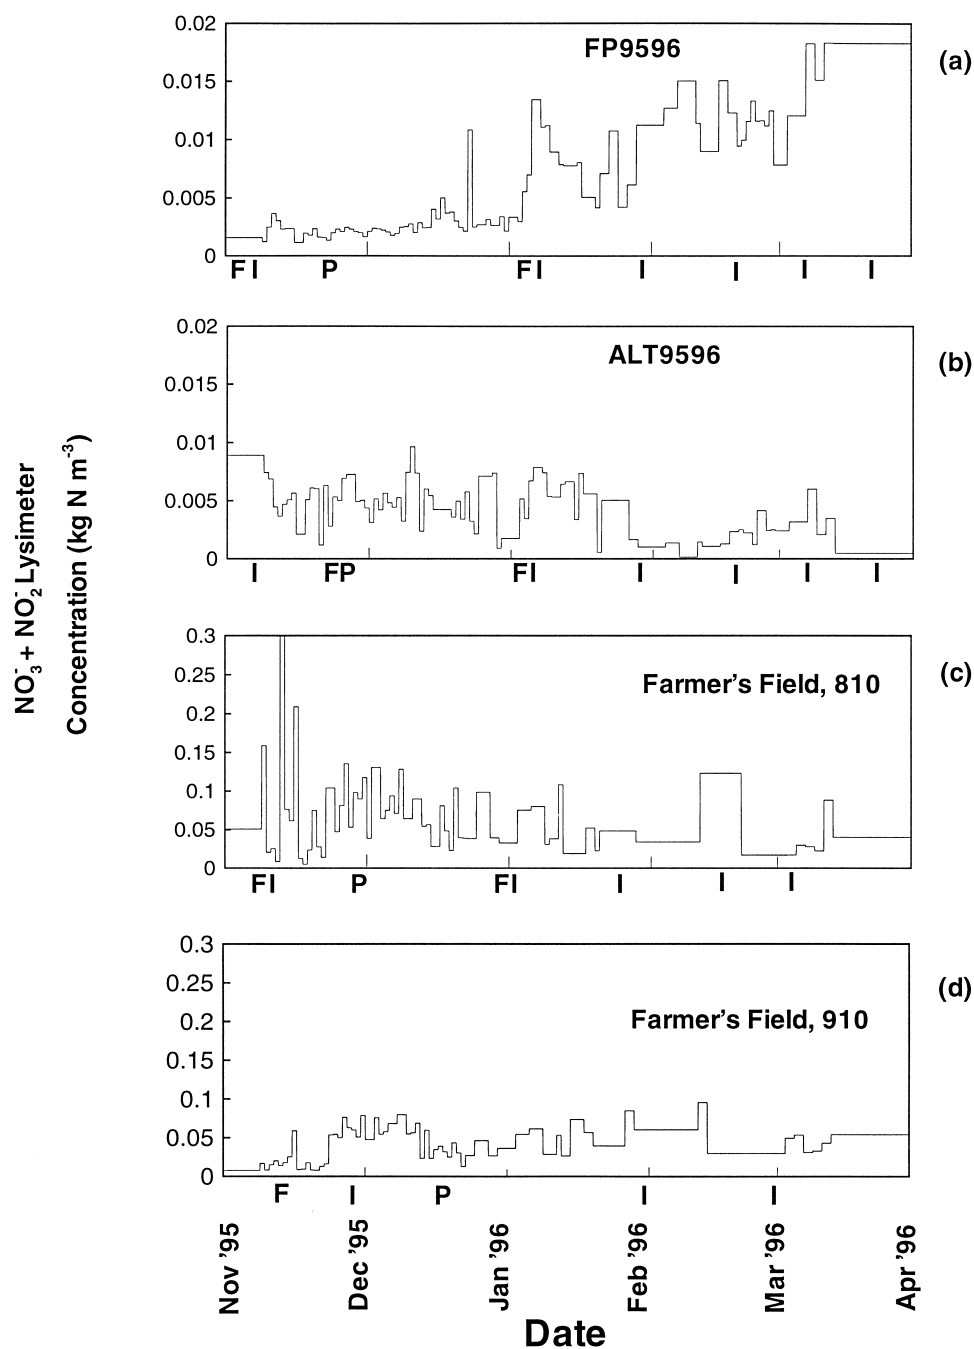 NO3- + NO2- Lysimeter
Concentration (kg N m-3)
0.02
0.015
0.01
0.005
0
FP9596
(a)
F I P F I I I I I
0.02
0.015
0.01
0.005
0
ALT9596
(b)
I FP FI I I I I
0.3
0.25
0.2
0.15
0.1
0.05
0
Farmer's Field, 810
(c)
FI P FI I I I
0.3
0.25
0.2
0.15
0.1
0.05
0
Farmer's Field, 910
(d)
F I P I I
Nov '95
Dec '95
Jan '96
Feb '96
Mar '96
Apr '96
Date